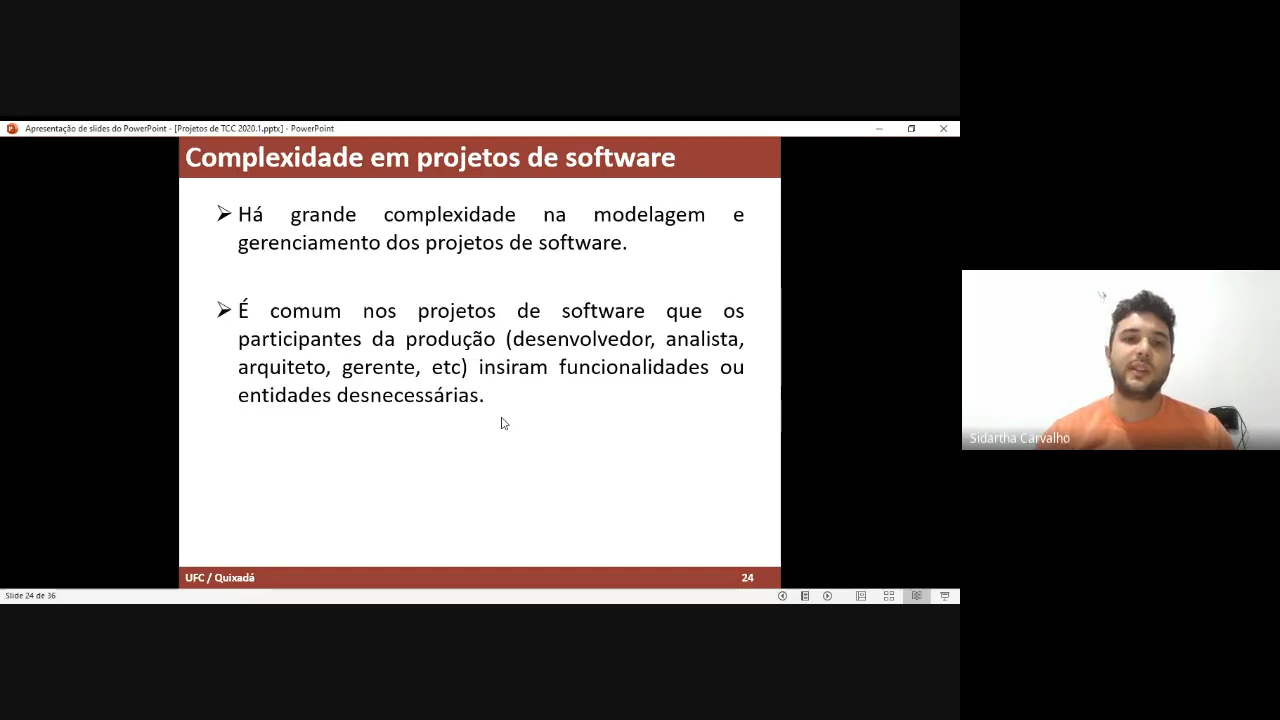 Apresentação de slides do PowerPoint - [Projetos de TCC 2020.1.pptx] - PowerPoint
Complexidade em projetos de software
Há grande complexidade na modelagem e
gerenciamento dos projetos de software.
É comum nos projetos de software que os
participantes da produção (desenvolvedor, analista,
arquiteto, gerente, etc) insiram funcionalidades ou
entidades desnecessárias.
Sidartha Carvalho
UFC / Quixadá 24
Slide 24 de 36